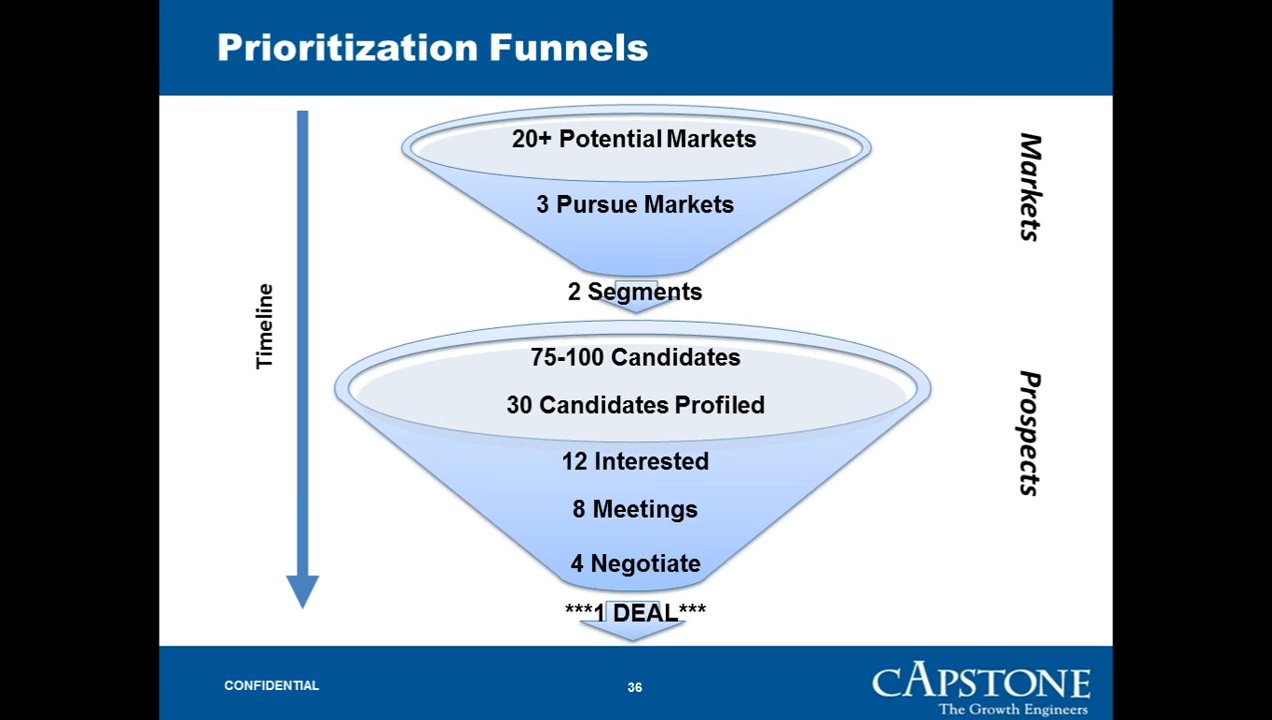 Prioritization Funnels
20+ Potential Markets
3 Pursue Markets
Markets
2 Segments
Timeline
75-100 Candidates
30 Candidates Profiled
Prospects
12 Interested
8 Meetings
4 Negotiate
***1 DEAL***
CONFIDENTIAL
36
CAPSTONE
The Growth Engineers